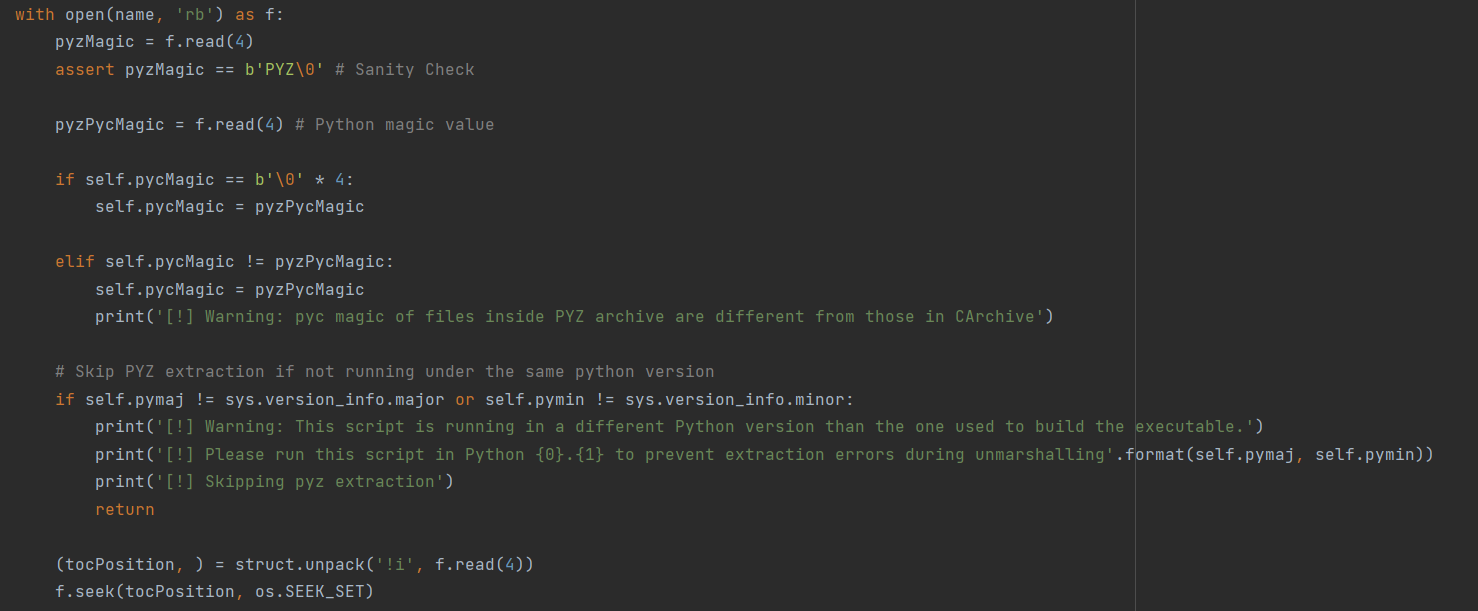 with open(name, 'rb') as f:
    pyzMagic = f.read(4)
    assert pyzMagic == b'PYZ\0' # Sanity Check

    pyzPycMagic = f.read(4) # Python magic value

    if self.pycMagic == b'\0' * 4:
        self.pycMagic = pyzPycMagic

    elif self.pycMagic != pyzPycMagic:
        self.pycMagic = pyzPycMagic
        print('[!] Warning: pyc magic of files inside PYZ archive are different from those in CArchive')

    # Skip PYZ extraction if not running under the same python version
    if self.pymaj != sys.version_info.major or self.pymin != sys.version_info.minor:
        print('[!] Warning: This script is running in a different Python version than the one used to build the executable.')
        print('[!] Please run this script in Python {0}.{1} to prevent extraction errors during unmarshalling'.format(self.pymaj, self.pymin))
        print('[!] Skipping pyz extraction')
        return

    (tocPosition, ) = struct.unpack('!i', f.read(4))
    f.seek(tocPosition, os.SEEK_SET)